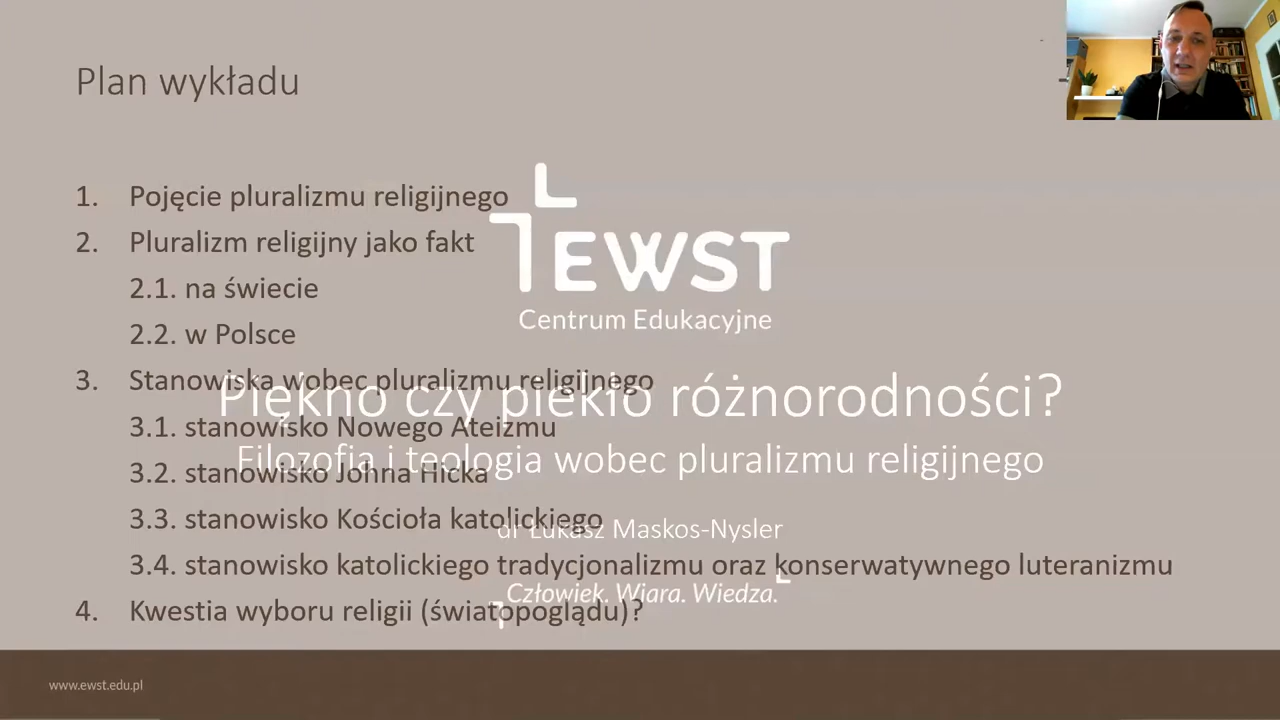 Plan wykładu
1. Pojęcie pluralizmu religijnego
2. Pluralizm religijny jako fakt
2.1. na świecie
2.2. w Polsce
3. Stanowiska wobec pluralizmu religijnego
3.1. stanowisko Nowego Ateizmu
3.2. stanowisko Johna Hicka
3.3. stanowisko Kościoła katolickiego
3.4. stanowisko katolickiego tradycjonalizmu oraz konserwatywnego luteranizmu
4. Kwestia wyboru religii (światopoglądu)?
EWST
Centrum Edukacyjne
Piękno czy piekło różnorodności?
Filozofia i teologia wobec pluralizmu religijnego
dr Łukasz Maskos-Nysler
Człowiek. Wiara. Wiedza.
www.ewst.edu.pl